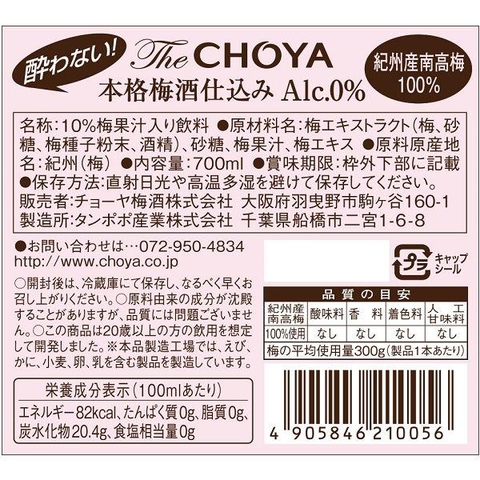 酔わない!
The CHOYA
紀州産南高梅
100%
本格梅酒仕込み Alc.0%
名称:10%梅果汁入り飲料 ●原材料名:梅エキストラクト(梅、砂
糖、梅種子粉末、酒精)、砂糖、梅果汁、梅エキス ●原料原産地
名:紀州(梅) ●内容量:700ml ●賞味期限:枠外下部に記載
●保存方法:直射日光や高温多湿を避けて保存してください。
販売者:チョーヤ梅酒株式会社 大阪府羽曳野市駒ヶ谷160-1
製造所:タンポポ産業株式会社 千葉県船橋市二宮1-6-8
●お問い合わせは…072-950-4834
http://www.choya.co.jp
○開封後は、冷蔵庫にて保存し、なるべく早くお
召し上がりください。○原料由来の成分が沈殿
することがありますが、品質には問題ございませ
ん。○この商品は20歳以上の方の飲用を想定
して開発しました。※本品製造工場では、えび、か
に、小麦、卵、乳を含む製品を製造しています。
栄養成分表示(100mlあたり)
エネルギー82kcal、たんぱく質0g、脂質0g、
炭水化物20.4g、食塩相当量0g
プラ
キャップ
シール
品質の目安
紀州産南高梅 酸味料 香料 着色料 人工甘味料
100%使用 なし なし なし なし
梅の平均使用量300g(製品1本あたり)
4 905846 210056